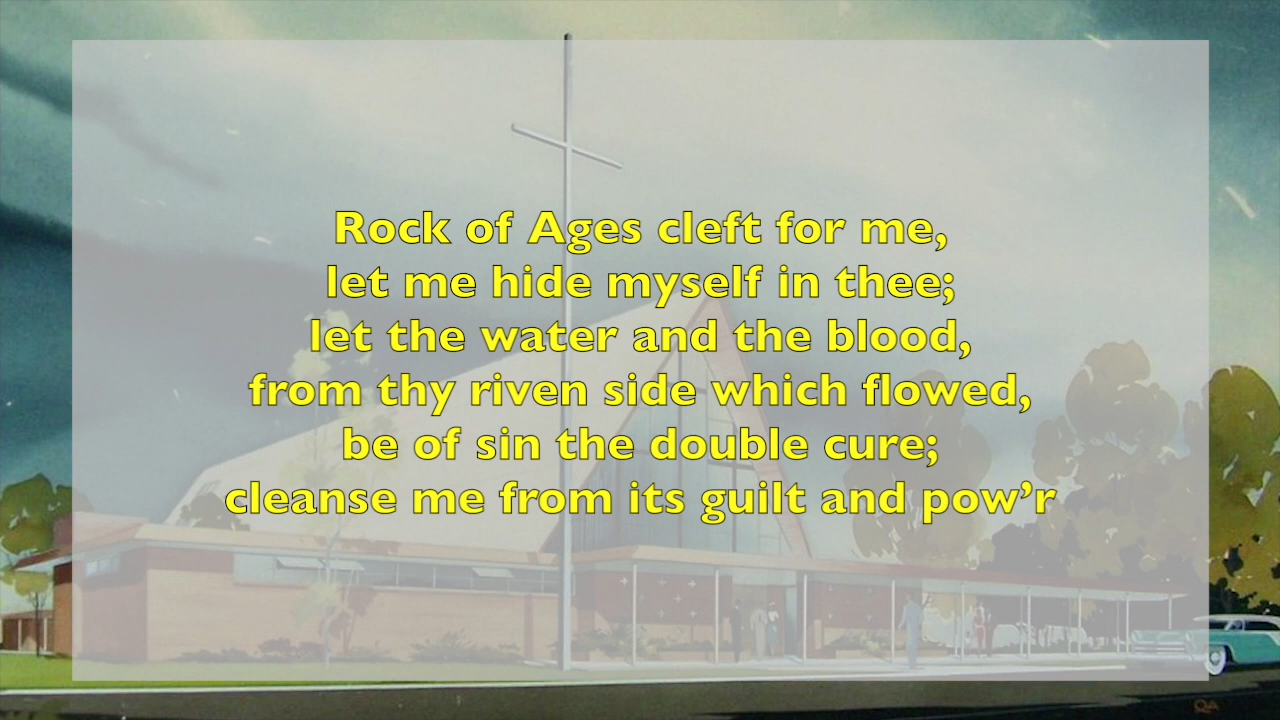 Rock of Ages cleft for me,
let me hide myself in thee;
let the water and the blood,
from thy riven side which flowed,
be of sin the double cure;
cleanse me from its guilt and pow’r